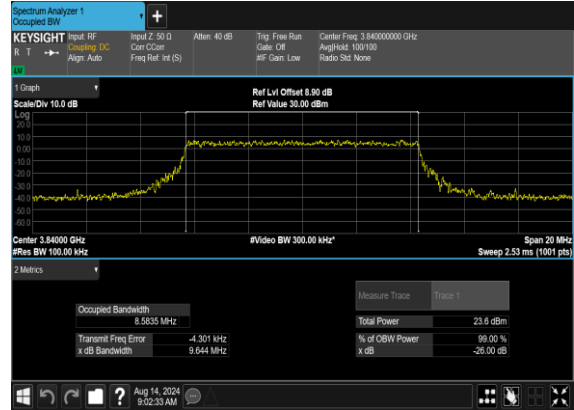 Spectrum Analyzer 1
Occupied BW
KEYSIGHT
R T
LM
Input: RF
Coupling: DC
Align: Auto
Input Z: 50 Ω
Corr CCorr
Freq Ref: Int (S)
Atten: 40 dB
Trig: Free Run
Gate: Off
#IF Gain: Low
Center Freq: 3.840000000 GHz
Avg|Hold: 100/100
Radio Std: None
1 Graph
Scale/Div 10.0 dB
Ref Lvl Offset 8.90 dB
Ref Value 30.00 dBm
Log
20.0
10.0
0.00
-10.0
-20.0
-30.0
-40.0
-50.0
-60.0
Center 3.84000 GHz
#Res BW 100.00 kHz
#Video BW 300.00 kHz*
Span 20 MHz
Sweep 2.53 ms (1001 pts)
2 Metrics
Measure Trace Trace 1
Occupied Bandwidth
8.5835 MHz
Total Power 23.6 dBm
Transmit Freq Error -4.301 kHz
% of OBW Power 99.00 %
x dB Bandwidth 9.644 MHz
x dB -26.00 dB
?
Aug 14, 2024
9:02:33 AM